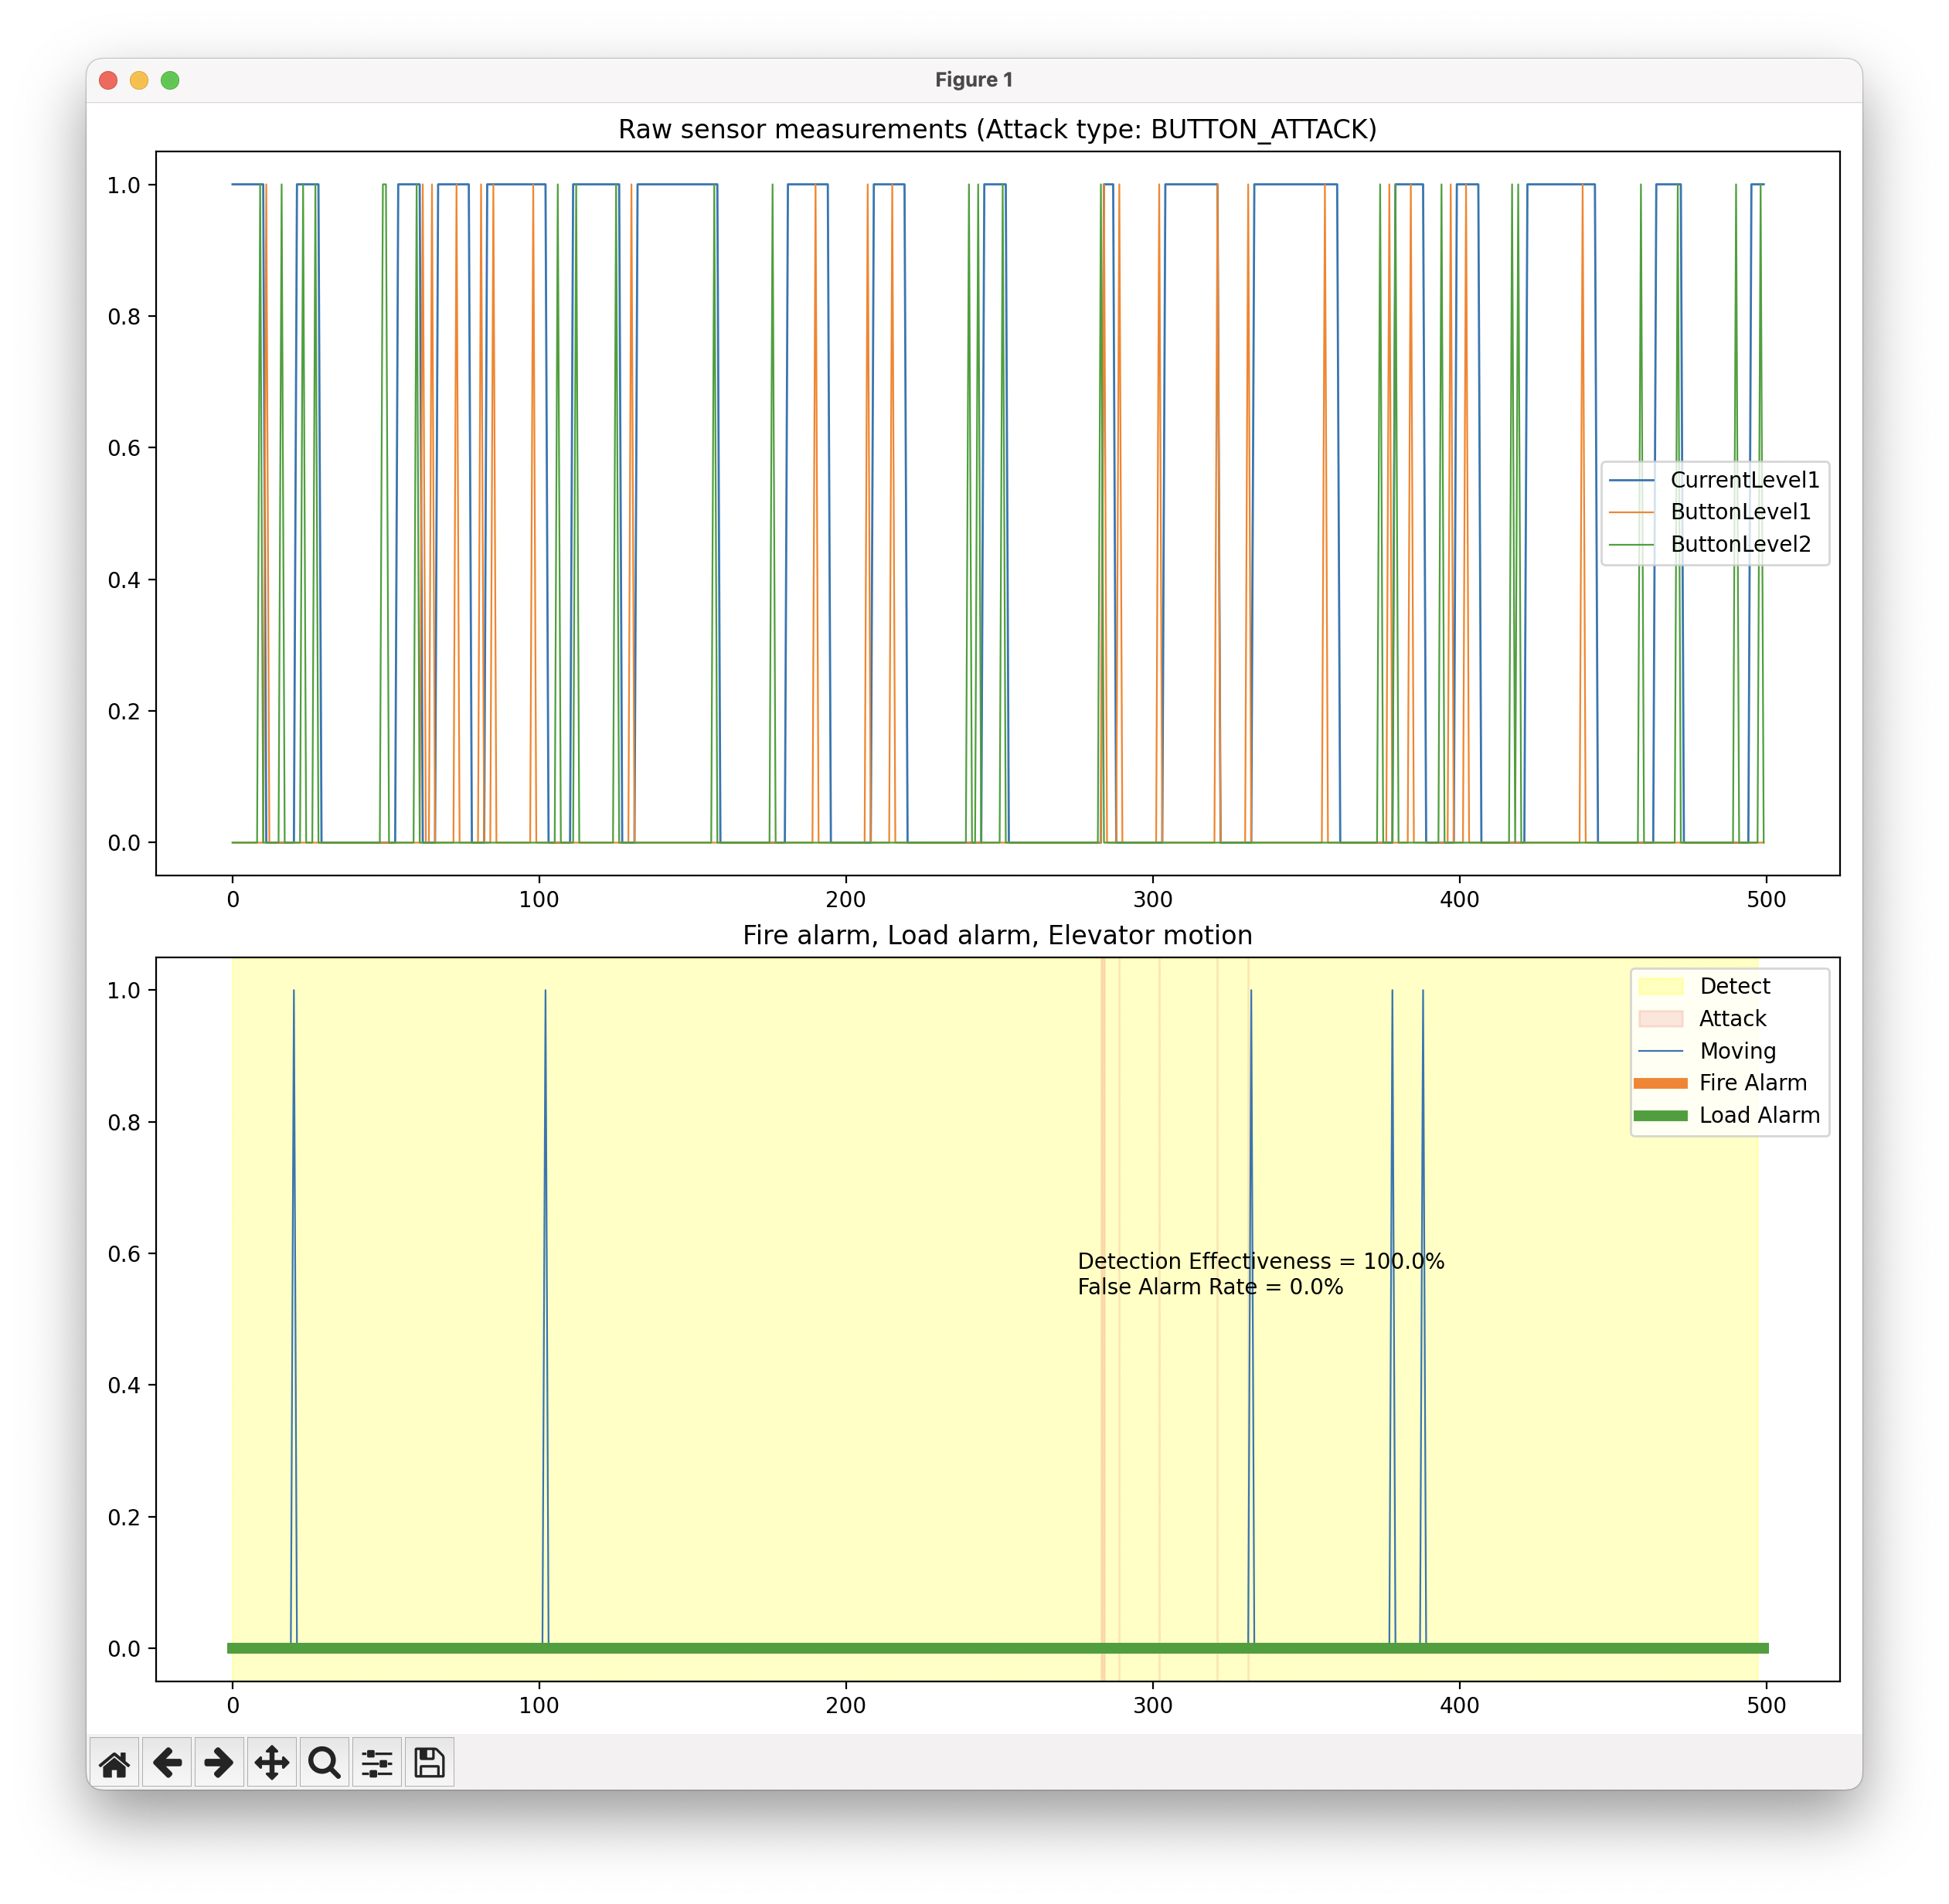 Figure 1
Raw sensor measurements (Attack type: BUTTON_ATTACK)
1.0
0.8
0.6
0.4
0.2
0.0
CurrentLevel1
ButtonLevel1
ButtonLevel2
0 100 200 300 400 500
Fire alarm, Load alarm, Elevator motion
1.0
0.8
0.6
0.4
0.2
0.0
Detect
Attack
Moving
Fire Alarm
Load Alarm
Detection Effectiveness = 100.0%
False Alarm Rate = 0.0%
0 100 200 300 400 500